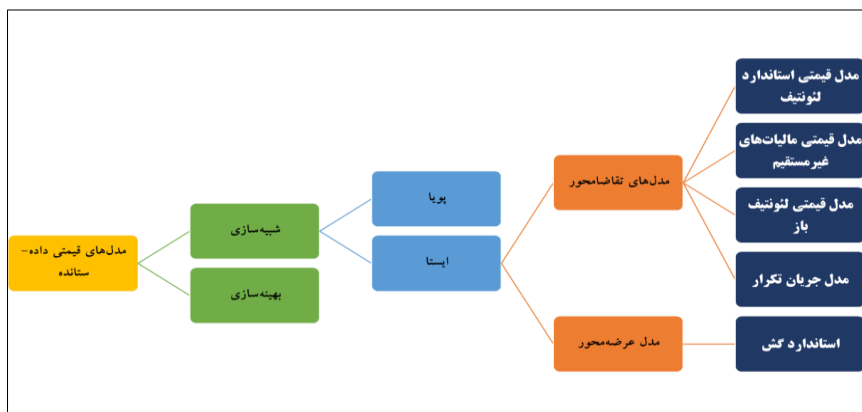 مدل‌های قیمتی داده-
ستانده
شبیه‌سازی
بهینه‌سازی
پویا
ایستا
مدل‌های تقاضامحور
مدل عرضه‌محور
مدل قیمتی استاندارد
لئونتیف
مدل قیمتی مالیات‌های
غیرمستقیم
مدل قیمتی لئونتیف
باز
مدل جریان تکرار
استاندارد گش